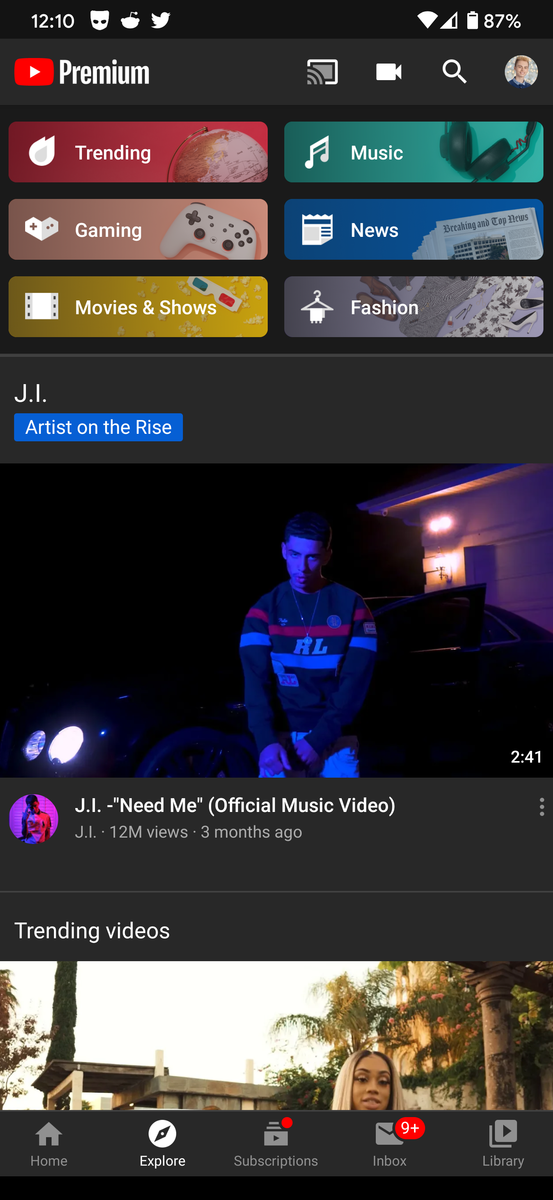 12:10
87%
Premium
Trending
Music
Gaming
News
Breaking and Top News
Movies & Shows
Fashion
J.I.
Artist on the Rise
RL
RL
2:41
J.I. -"Need Me" (Official Music Video)
J.I. · 12M views · 3 months ago
Trending videos
9+
Home
Explore
Subscriptions
Inbox
Library